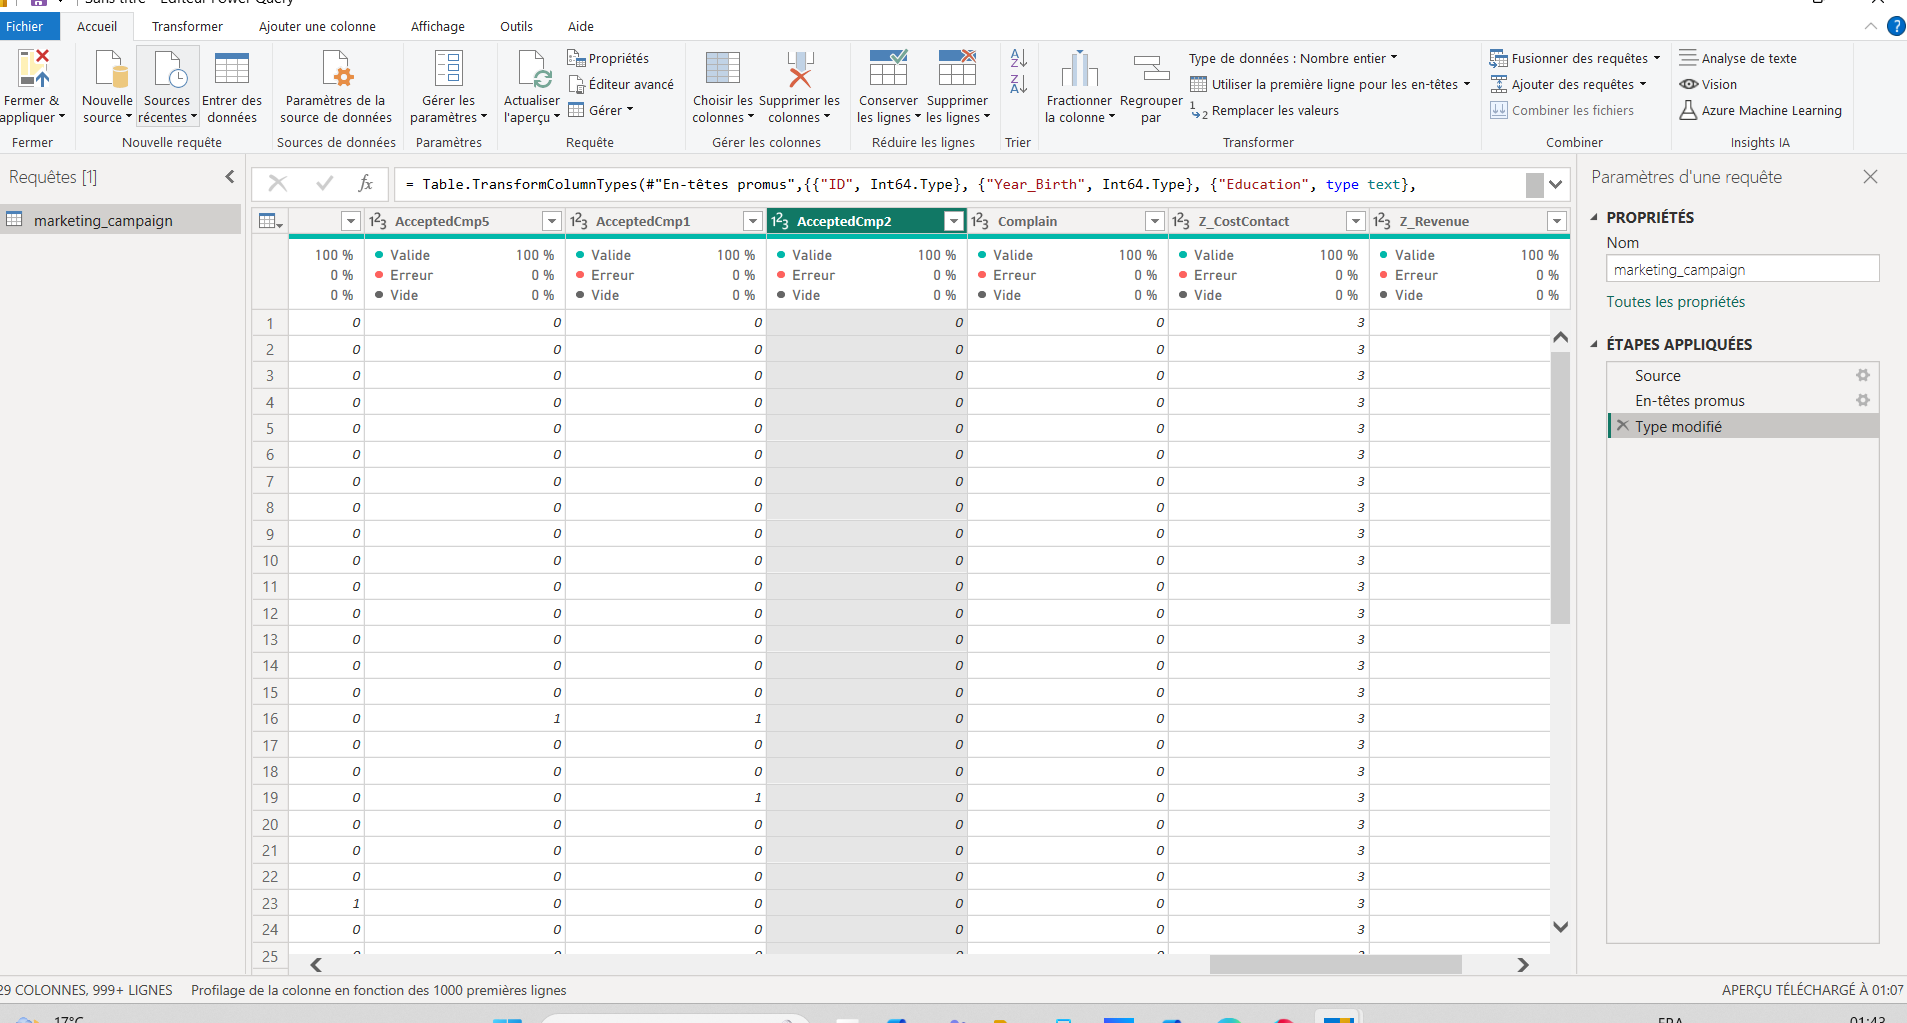 Sans titre - Éditeur Power Query
Fichier Accueil Transformer Ajouter une colonne Affichage Outils Aide
Fermer & appliquer
Nouvelle source
Sources récentes
Entrer des données
Paramètres de la source de données
Gérer les paramètres
Actualiser l'aperçu
Propriétés
Éditeur avancé
Gérer
Choisir les colonnes
Supprimer les colonnes
Conserver les lignes
Supprimer les lignes
Fractionner la colonne
Regrouper par
Type de données : Nombre entier
Utiliser la première ligne pour les en-têtes
Remplacer les valeurs
Fusionner des requêtes
Ajouter des requêtes
Combiner les fichiers
Analyse de texte
Vision
Azure Machine Learning
Fermer Nouvelle requête Sources de données Paramètres Requête Gérer les colonnes Réduire les lignes Trier Transformer Combiner Insights IA
Requêtes [1]
marketing_campaign
= Table.TransformColumnTypes(#"En-têtes promus",{{"ID", Int64.Type}, {"Year_Birth", Int64.Type}, {"Education", type text},
AcceptedCmp5 AcceptedCmp1 AcceptedCmp2 Complain Z_CostContact Z_Revenue
100 % Valide 100 % Valide 100 % Valide 100 % Valide 100 % Valide 100 % Valide 100 %
0 % Erreur 0 % Erreur 0 % Erreur 0 % Erreur 0 % Erreur 0 % Erreur 0 %
0 % Vide 0 % Vide 0 % Vide 0 % Vide 0 % Vide 0 % Vide 0 %
1 0 0 0 0 0 3
2 0 0 0 0 0 3
3 0 0 0 0 0 3
4 0 0 0 0 0 3
5 0 0 0 0 0 3
6 0 0 0 0 0 3
7 0 0 0 0 0 3
8 0 0 0 0 0 3
9 0 0 0 0 0 3
10 0 0 0 0 0 3
11 0 0 0 0 0 3
12 0 0 0 0 0 3
13 0 0 0 0 0 3
14 0 0 0 0 0 3
15 0 0 0 0 0 3
16 0 1 1 0 0 3
17 0 0 0 0 0 3
18 0 0 0 0 0 3
19 0 0 1 0 0 3
20 0 0 0 0 0 3
21 0 0 0 0 0 3
22 0 0 0 0 0 3
23 1 0 0 0 0 3
24 0 0 0 0 0 3
25
Paramètres d'une requête
PROPRIÉTÉS
Nom
marketing_campaign
Toutes les propriétés
ÉTAPES APPLIQUÉES
Source
En-têtes promus
Type modifié
29 COLONNES, 999+ LIGNES Profilage de la colonne en fonction des 1000 premières lignes APERÇU TÉLÉCHARGÉ À 01:07
17°C FRA 01:43